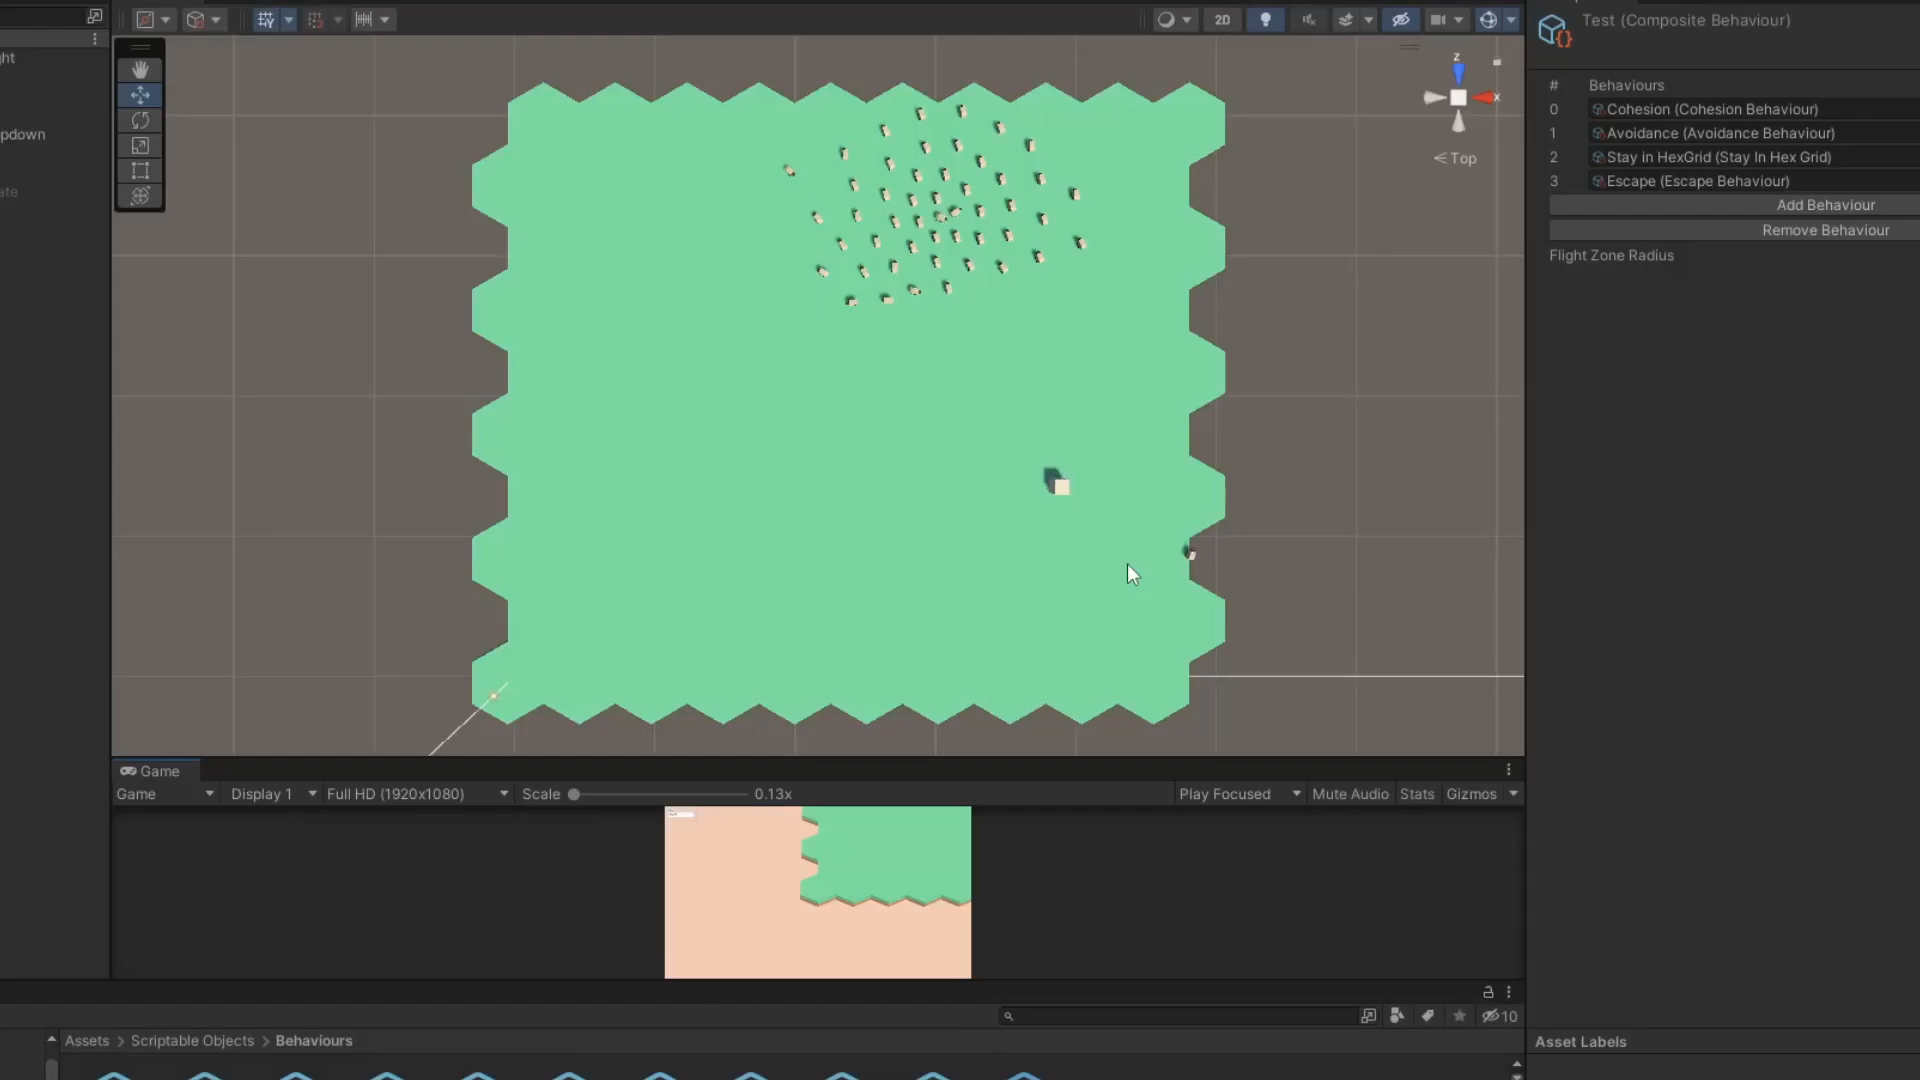 2D
Test (Composite Behaviour)
ght
pdown
ate
z
x
Top
# Behaviours
0 Cohesion (Cohesion Behaviour)
1 Avoidance (Avoidance Behaviour)
2 Stay in HexGrid (Stay In Hex Grid)
3 Escape (Escape Behaviour)
Add Behaviour
Remove Behaviour
Flight Zone Radius
Game
Game Display 1 Full HD (1920x1080) Scale 0.13x Play Focused Mute Audio Stats Gizmos
10
Assets > Scriptable Objects > Behaviours
Asset Labels